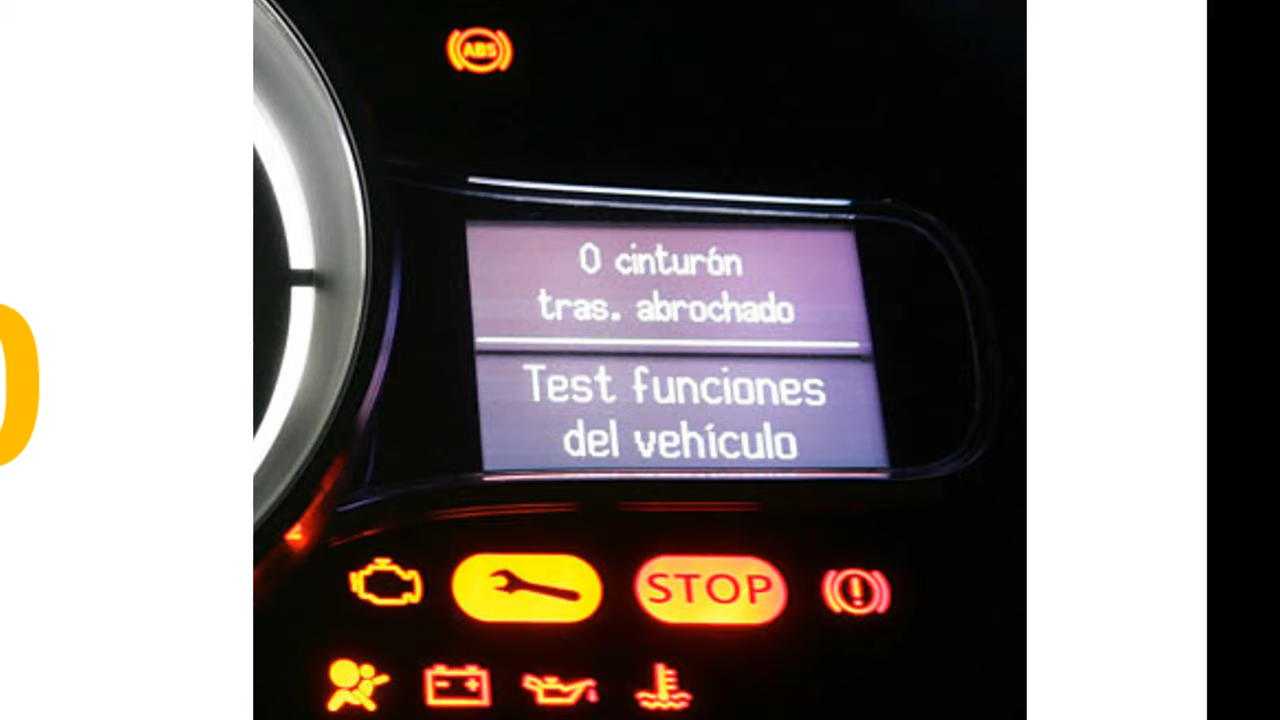 ABS
0 cinturón
tras. abrochado
Test funciones
del vehículo
STOP